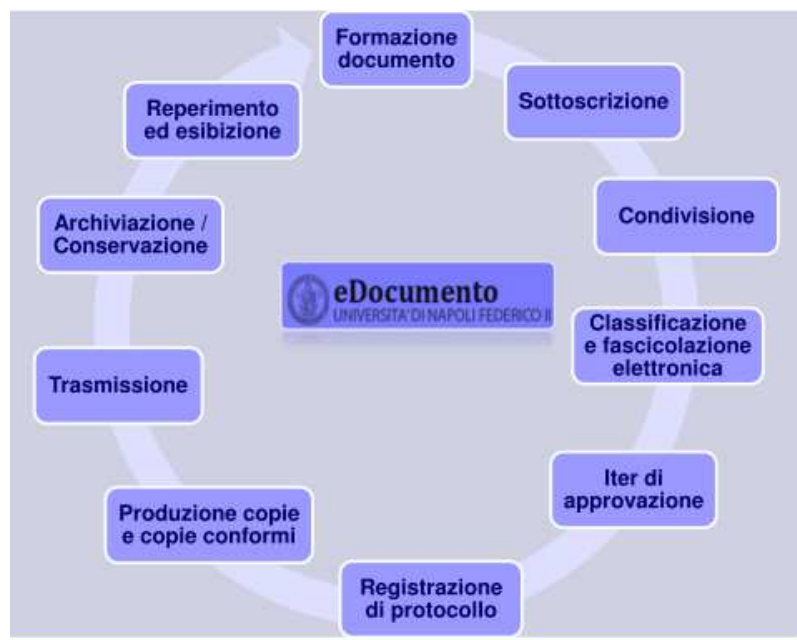 Formazione
documento
Sottoscrizione
Condivisione
Classificazione
e fascicolazione
elettronica
Iter di
approvazione
Registrazione
di protocollo
Produzione copie
e copie conformi
Trasmissione
Archiviazione /
Conservazione
Reperimento
ed esibizione
eDocumento
UNIVERSITA' DI NAPOLI FEDERICO II